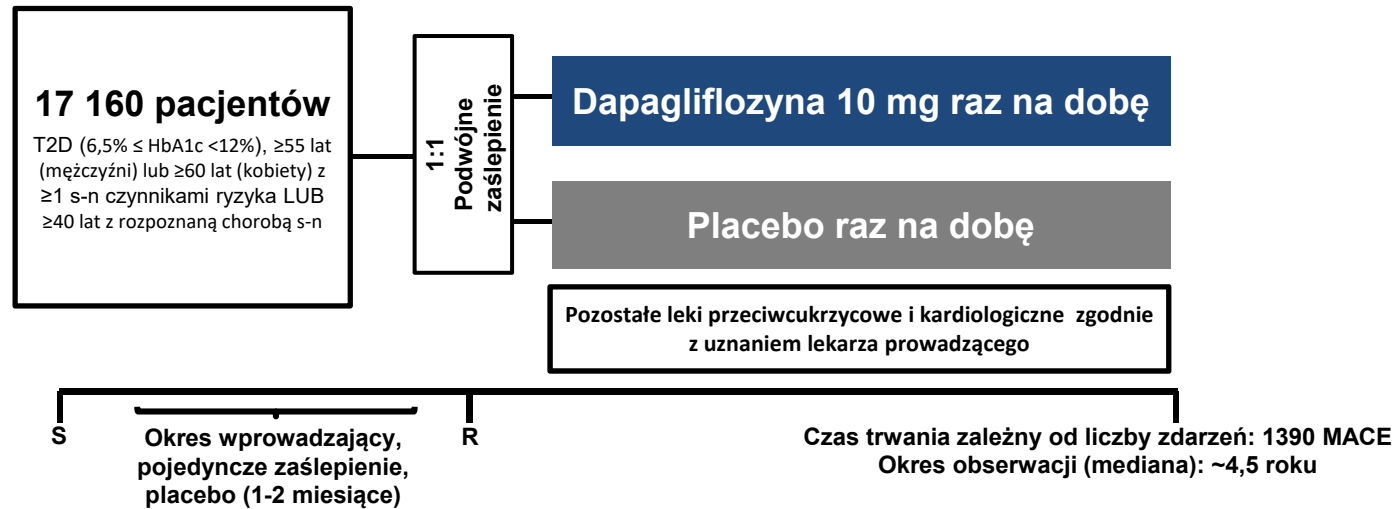 17 160 pacjentów
T2D (6,5% ≤ HbA1c <12%), ≥55 lat
(mężczyźni) lub ≥60 lat (kobiety) z
≥1 s-n czynnikami ryzyka LUB
≥40 lat z rozpoznaną chorobą s-n
1:1
Podwójne
zaślepienie
Dapagliflozyna 10 mg raz na dobę
Placebo raz na dobę
Pozostałe leki przeciwcukrzycowe i kardiologiczne zgodnie
z uznaniem lekarza prowadzącego
S
Okres wprowadzający,
pojedyncze zaślepienie,
placebo (1-2 miesiące)
R
Czas trwania zależny od liczby zdarzeń: 1390 MACE
Okres obserwacji (mediana): ~4,5 roku